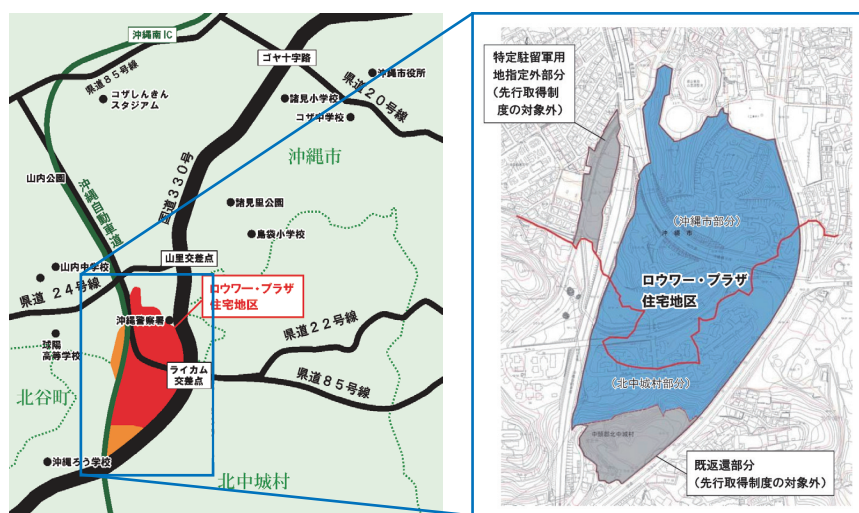 沖縄南IC
県道85号線
コザしんきん
スタジアム
ゴヤ十字路
沖縄市役所
諸見小学校
コザ中学校
県道20号線
沖縄市
山内公園
沖縄自動車道
国道330号
諸見里公園
島袋小学校
山里交差点
山内中学校
県道24号線
ロウワー・プラザ
住宅地区
沖縄警察署
球陽
高等学校
県道22号線
ライカム
交差点
県道85号線
北谷町
沖縄ろう学校
北中城村
特定駐留軍用
地指定外部分
(先行取得制
度の対象外)
(沖縄市部分)
沖縄市
ロウワー・プラザ
住宅地区
(北中城村部分)
中頭郡北中城村
既返還部分
(先行取得制度の対象外)